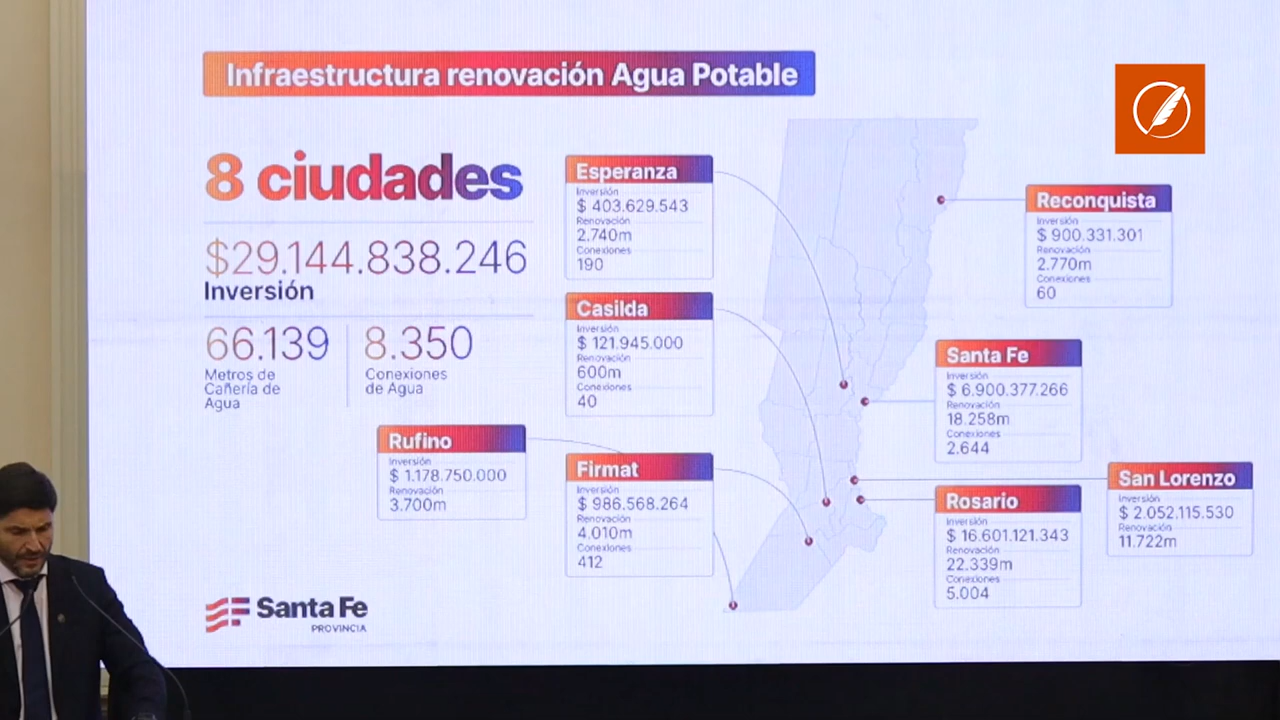 Infraestructura renovación Agua Potable
8 ciudades
$29.144.838.246
Inversión
66.139
Metros de
Cañería de
Agua
8.350
Conexiones
de Agua
Esperanza
Inversión
$ 403.629.543
Renovación
2.740m
Conexiones
190
Casilda
Inversión
$ 121.945.000
Renovación
600m
Conexiones
40
Rufino
Inversión
$ 1.178.750.000
Renovación
3.700m
Firmat
Inversión
$ 986.568.264
Renovación
4.010m
Conexiones
412
Reconquista
Inversión
$ 900.331.301
Renovación
2.770m
Conexiones
60
Santa Fe
Inversión
$ 6.900.377.266
Renovación
18.258m
Conexiones
2.644
Rosario
Inversión
$ 16.601.121.343
Renovación
22.339m
Conexiones
5.004
San Lorenzo
Inversión
$ 2.052.115.530
Renovación
11.722m
Santa Fe
PROVINCIA